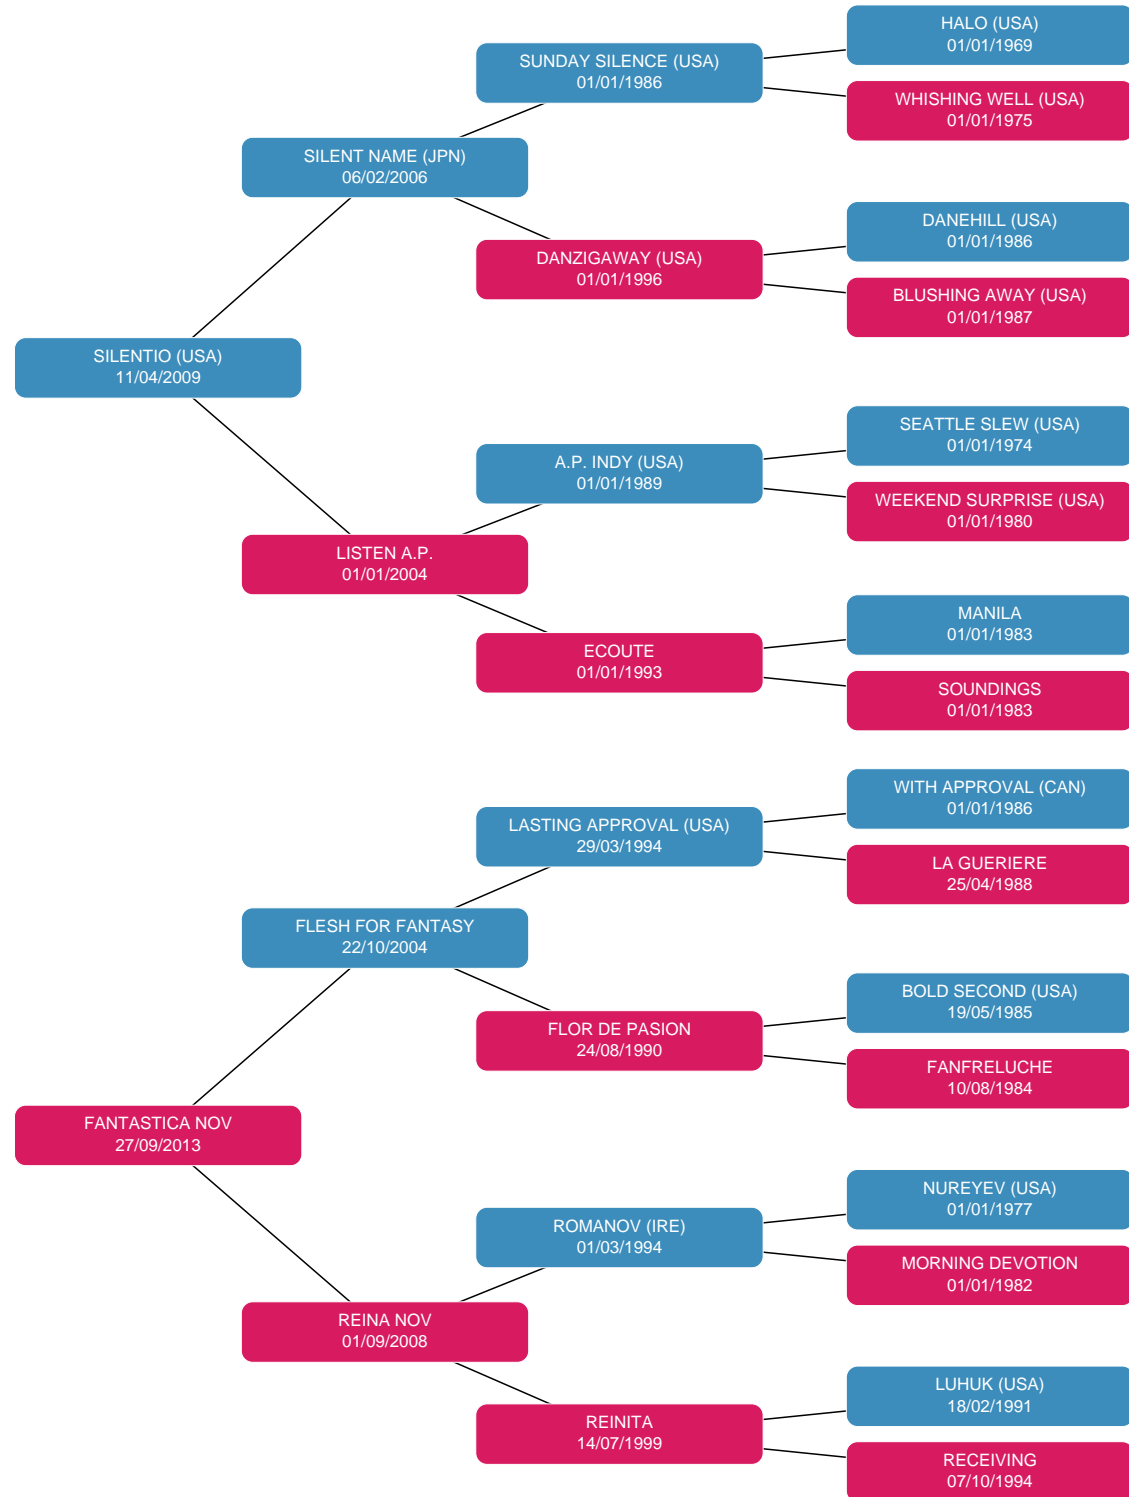 HALO (USA)
01/01/1969
SUNDAY SILENCE (USA)
01/01/1986
WHISHING WELL (USA)
01/01/1975
SILENT NAME (JPN)
06/02/2006
DANEHILL (USA)
01/01/1986
DANZIGAWAY (USA)
01/01/1996
BLUSHING AWAY (USA)
01/01/1987
SILENTIO (USA)
11/04/2009
SEATTLE SLEW (USA)
01/01/1974
A.P. INDY (USA)
01/01/1989
WEEKEND SURPRISE (USA)
01/01/1980
LISTEN A.P.
01/01/2004
MANILA
01/01/1983
ECOUTE
01/01/1993
SOUNDINGS
01/01/1983
WITH APPROVAL (CAN)
01/01/1986
LASTING APPROVAL (USA)
29/03/1994
LA GUERIERE
25/04/1988
FLESH FOR FANTASY
22/10/2004
BOLD SECOND (USA)
19/05/1985
FLOR DE PASION
24/08/1990
FANFRELUCHE
10/08/1984
FANTASTICA NOV
27/09/2013
NUREYEV (USA)
01/01/1977
ROMANOV (IRE)
01/03/1994
MORNING DEVOTION
01/01/1982
REINA NOV
01/09/2008
LUHUK (USA)
18/02/1991
REINITA
14/07/1999
RECEIVING
07/10/1994